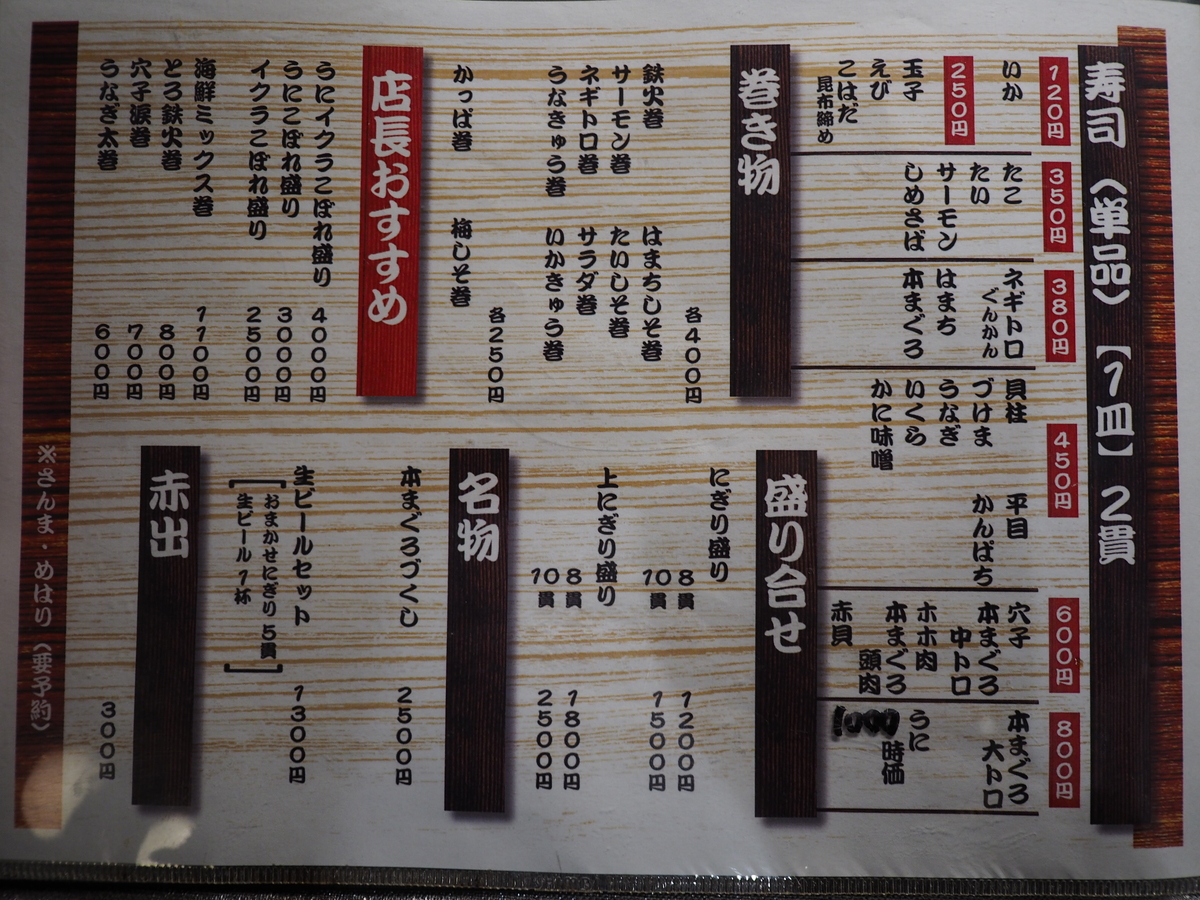 寿司〈単品〉【1皿】2貫
120円
いか
250円
玉子
えび
こはだ
昆布締め
350円
たこ
たい
サーモン
しめさば
380円
ネギトロ
ぐんかん
はまち
本まぐろ
450円
貝柱
づけま
うなぎ
いくら
かに味噌
平目
かんぱち
600円
穴子
本まぐろ
中トロ
ホホ肉
本まぐろ
頭肉
赤貝
800円
本まぐろ
大トロ
うに
時価
1000
巻き物
各400円
鉄火巻
サーモン巻
ネギトロ巻
うなきゅう巻
はまちしそ巻
たいしそ巻
サラダ巻
いかきゅう巻
各250円
かっぱ巻
梅しそ巻
盛り合せ
にぎり盛り
8貫 1200円
10貫 1500円
上にぎり盛り
8貫 1800円
10貫 2500円
店長おすすめ
うにイクラこぼれ盛り 4000円
うにこぼれ盛り 3000円
イクラこぼれ盛り 2500円
海鮮ミックス巻 1100円
とろ鉄火巻 800円
穴子涙巻 700円
うなぎ太巻 600円
名物
本まぐろづくし 2500円
生ビールセット 1300円
おまかせにぎり5貫
生ビール1杯
赤出
300円
※さんま・めはり〈要予約〉